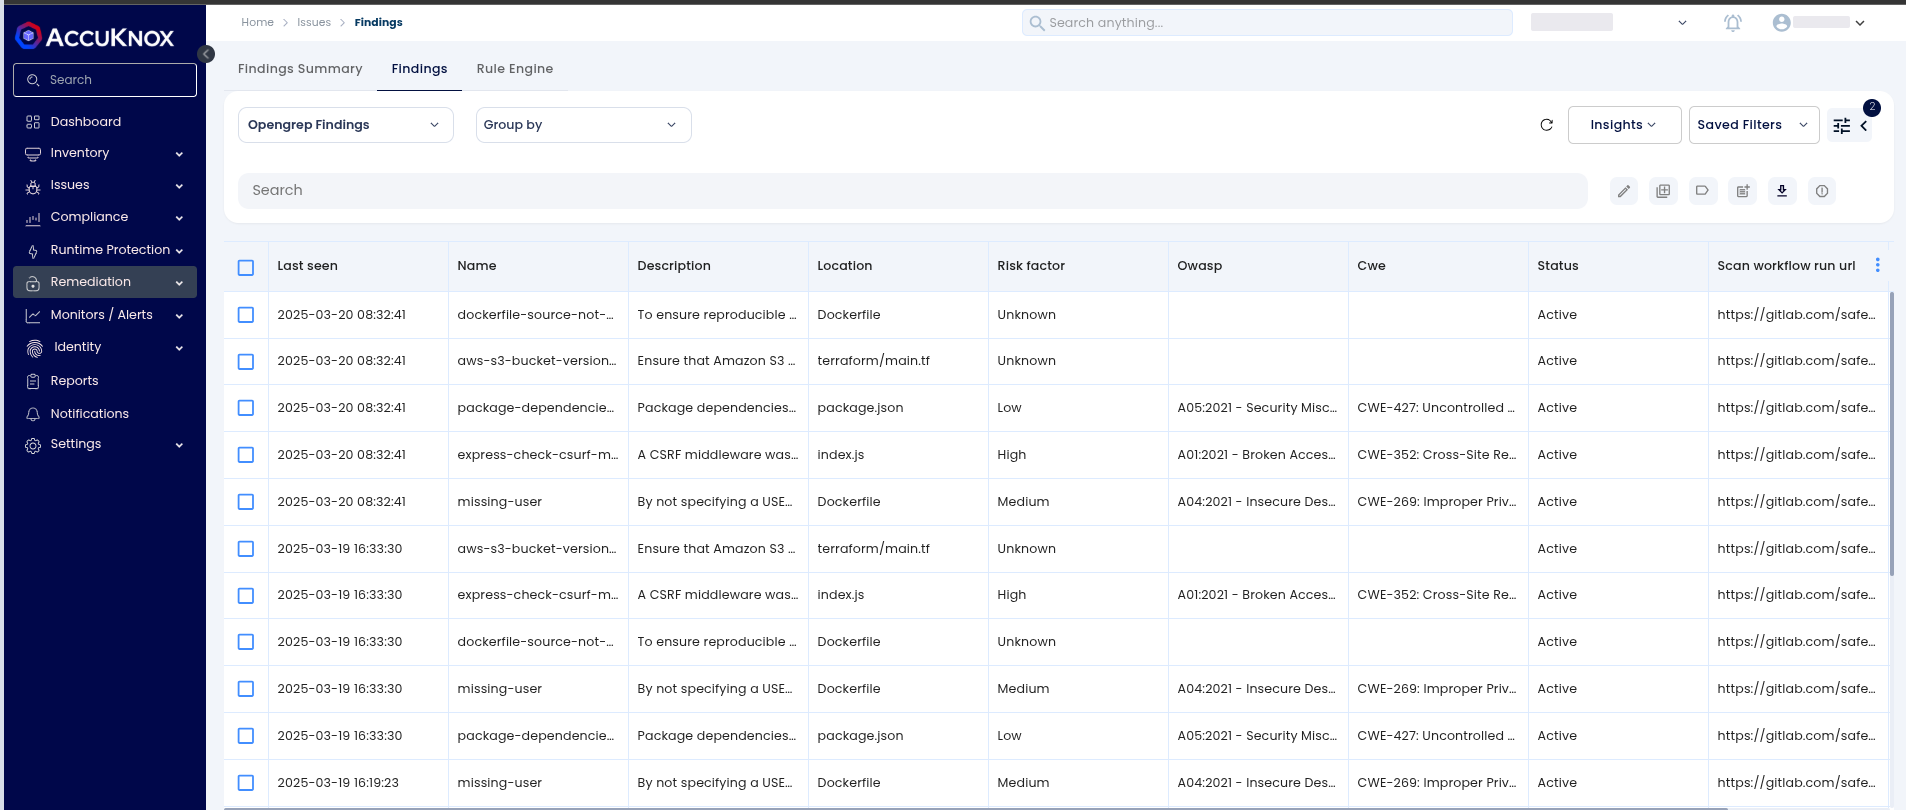 Home > Issues > Findings
Search anything...
ACCUKNOX
Search
Dashboard
Inventory
Issues
Compliance
Runtime Protection
Remediation
Monitors / Alerts
Identity
Reports
Notifications
Settings
Findings Summary Findings Rule Engine
Opengrep Findings Group by Insights Saved Filters 2
Search
Last seen Name Description Location Risk factor Owasp Cwe Status Scan workflow run url
2025-03-20 08:32:41 dockerfile-source-not-... To ensure reproducible ... Dockerfile Unknown Active https://gitlab.com/safe...
2025-03-20 08:32:41 aws-s3-bucket-version... Ensure that Amazon S3 ... terraform/main.tf Unknown Active https://gitlab.com/safe...
2025-03-20 08:32:41 package-dependencie... Package dependencies... package.json Low A05:2021 - Security Misc... CWE-427: Uncontrolled ... Active https://gitlab.com/safe...
2025-03-20 08:32:41 express-check-csurf-m... A CSRF middleware was... index.js High A01:2021 - Broken Acces... CWE-352: Cross-Site Re... Active https://gitlab.com/safe...
2025-03-20 08:32:41 missing-user By not specifying a USE... Dockerfile Medium A04:2021 - Insecure Des... CWE-269: Improper Priv... Active https://gitlab.com/safe...
2025-03-19 16:33:30 aws-s3-bucket-version... Ensure that Amazon S3 ... terraform/main.tf Unknown Active https://gitlab.com/safe...
2025-03-19 16:33:30 express-check-csurf-m... A CSRF middleware was... index.js High A01:2021 - Broken Acces... CWE-352: Cross-Site Re... Active https://gitlab.com/safe...
2025-03-19 16:33:30 dockerfile-source-not-... To ensure reproducible ... Dockerfile Unknown Active https://gitlab.com/safe...
2025-03-19 16:33:30 missing-user By not specifying a USE... Dockerfile Medium A04:2021 - Insecure Des... CWE-269: Improper Priv... Active https://gitlab.com/safe...
2025-03-19 16:33:30 package-dependencie... Package dependencies... package.json Low A05:2021 - Security Misc... CWE-427: Uncontrolled ... Active https://gitlab.com/safe...
2025-03-19 16:19:23 missing-user By not specifying a USE... Dockerfile Medium A04:2021 - Insecure Des... CWE-269: Improper Priv... Active https://gitlab.com/safe...